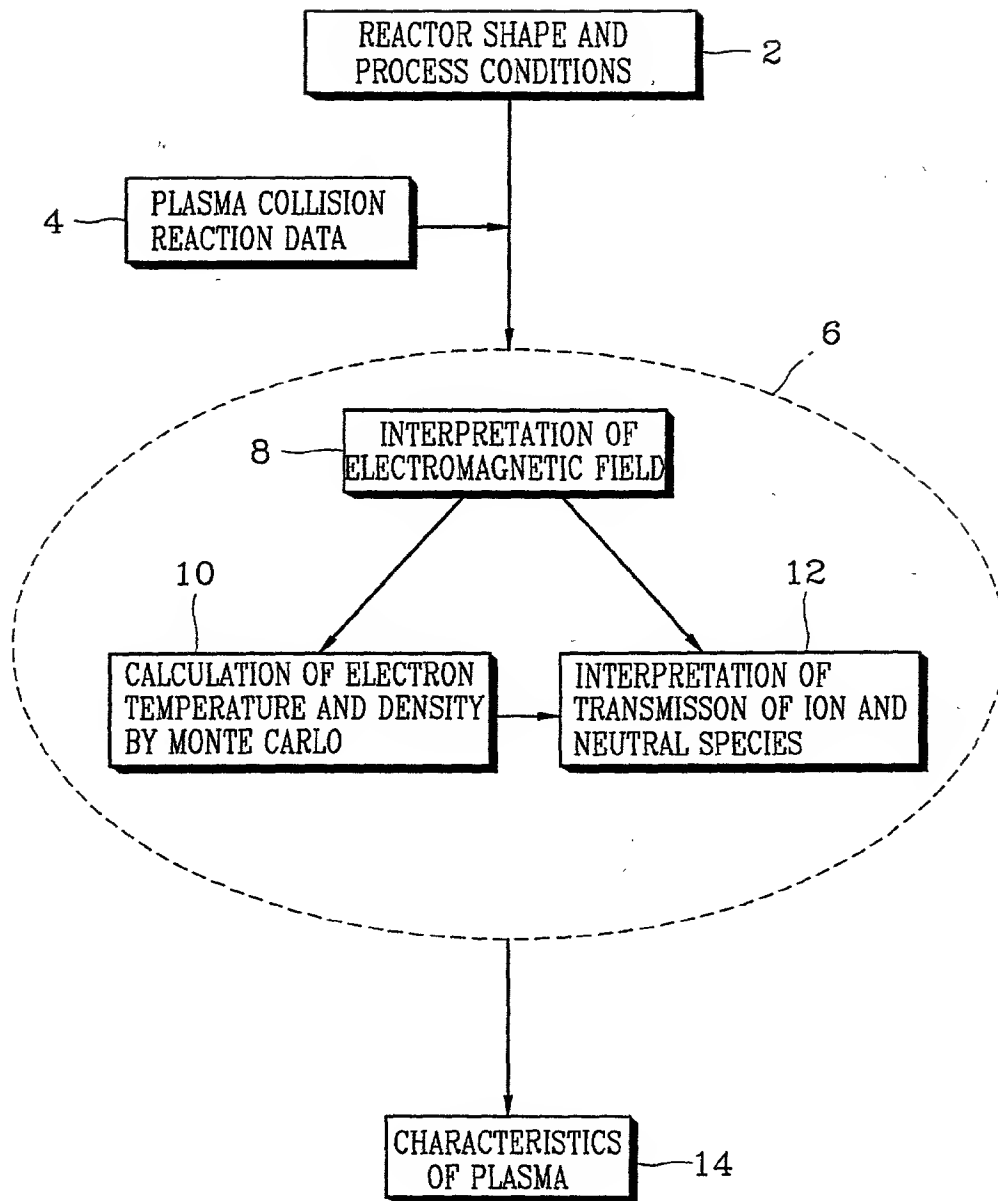 REACTOR SHAPE AND
PROCESS CONDITIONS
2
PLASMA COLLISION
REACTION DATA
4
6
INTERPRETATION OF
ELECTROMAGNETIC FIELD
8
10
12
CALCULATION OF ELECTRON
TEMPERATURE AND DENSITY
BY MONTE CARLO
INTERPRETATION OF
TRANSMISSON OF ION AND
NEUTRAL SPECIES
CHARACTERISTICS
OF PLASMA
14